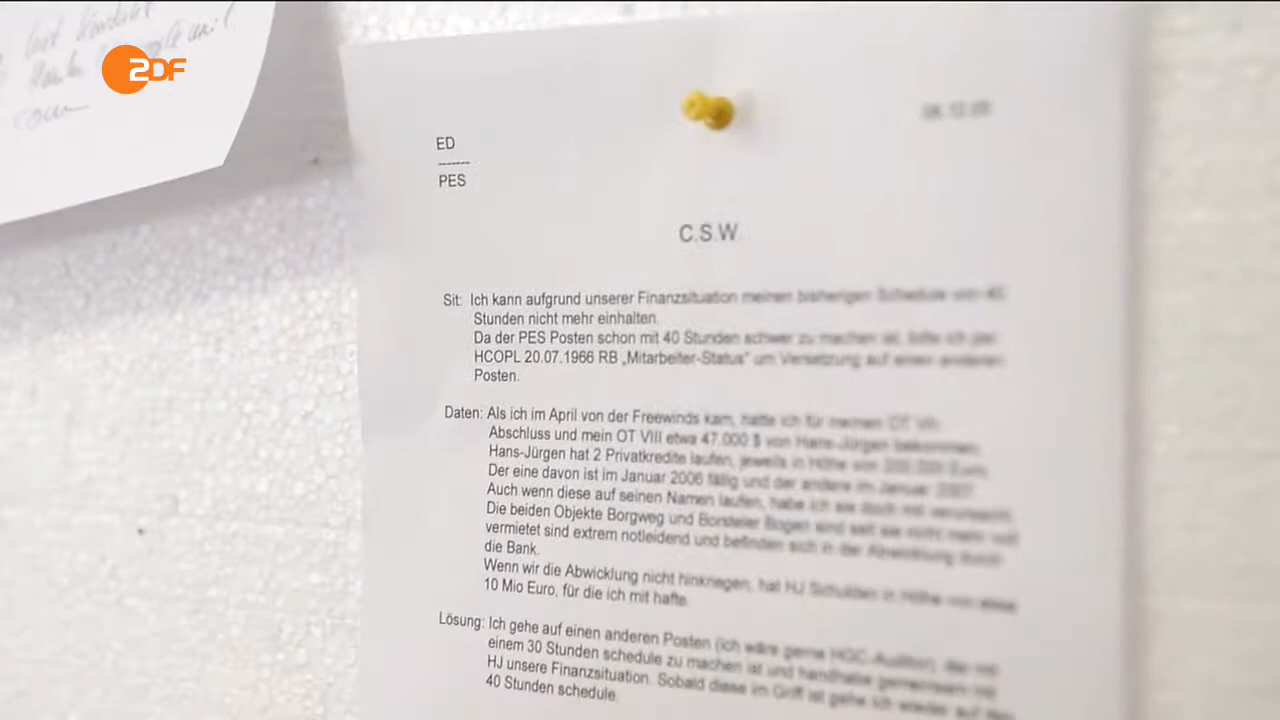 ZDF
ED
-------
PES
C.S.W.
Sit: Ich kann aufgrund unserer Finanzsituation meinen bisherigen Schedule von 40
Stunden nicht mehr einhalten.
Da der PES Posten schon mit 40 Stunden schwer zu machen ist, bitte ich per
HCOPL 20.07.1966 RB „Mitarbeiter-Status" um Versetzung auf einen anderen
Posten.
Daten: Als ich im April von der Freewinds kam, hatte ich für meinen OT VII
Abschluss und mein OT VIII etwa 47.000 $ von Hans-Jürgen bekommen.
Hans-Jürgen hat 2 Privatkredite laufen, jeweils in Höhe von
Der eine davon ist im Januar 2006 fällig und der andere im Januar
Auch wenn diese auf seinen Namen laufen, habe ich sie doch mit
Die beiden Objekte Borgweg und Borsteler Bogen sind seit sie nicht mehr voll
vermietet sind extrem notleidend und befinden sich in der Abwicklung durch
die Bank.
Wenn wir die Abwicklung nicht hinkriegen, hat HJ Schulden in Höhe von etwa
10 Mio Euro, für die ich mit hafte.
Lösung: Ich gehe auf einen anderen Posten (ich wäre gerne HGC-Auditor), der mit
einem 30 Stunden schedule zu machen ist und handhabe gemeinsam mit
HJ unsere Finanzsituation. Sobald diese im Griff ist gehe ich wieder auf den
40 Stunden schedule.